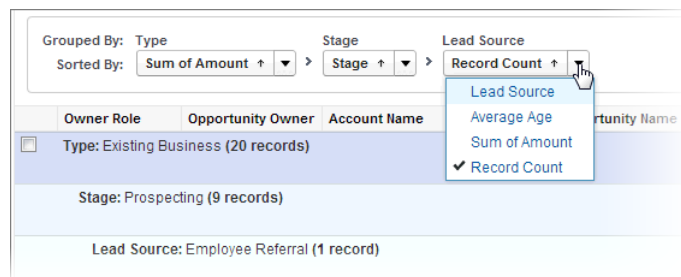 Grouped By: Type Stage Lead Source
Sorted By: Sum of Amount ↑ > Stage ↑ > Record Count ↑
Lead Source
Average Age
Sum of Amount
✔ Record Count
Owner Role Opportunity Owner Account Name rtunity Name
Type: Existing Business (20 records)
Stage: Prospecting (9 records)
Lead Source: Employee Referral (1 record)